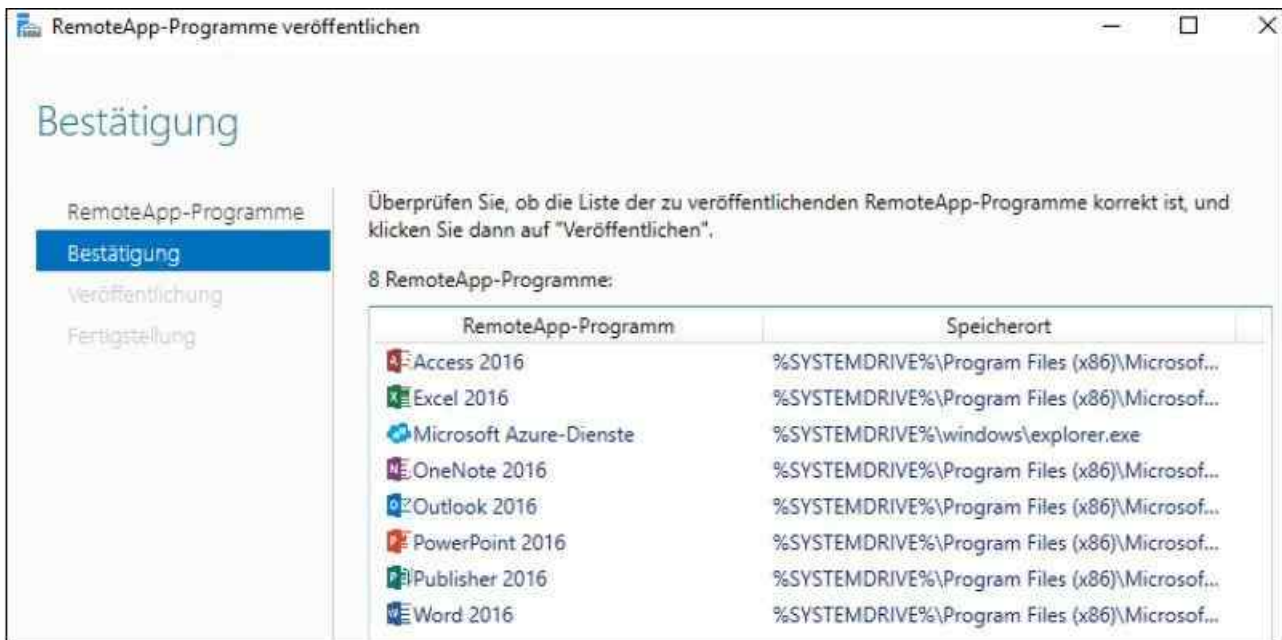 RemoteApp-Programme veröffentlichen
Bestätigung
RemoteApp-Programme
Bestätigung
Veröffentlichung
Fertigstellung
Überprüfen Sie, ob die Liste der zu veröffentlichenden RemoteApp-Programme korrekt ist, und
klicken Sie dann auf "Veröffentlichen".
8 RemoteApp-Programme:
RemoteApp-Programm Speicherort
Access 2016 %SYSTEMDRIVE%\Program Files (x86)\Microsof...
Excel 2016 %SYSTEMDRIVE%\Program Files (x86)\Microsof...
Microsoft Azure-Dienste %SYSTEMDRIVE%\windows\explorer.exe
OneNote 2016 %SYSTEMDRIVE%\Program Files (x86)\Microsof...
Outlook 2016 %SYSTEMDRIVE%\Program Files (x86)\Microsof...
PowerPoint 2016 %SYSTEMDRIVE%\Program Files (x86)\Microsof...
Publisher 2016 %SYSTEMDRIVE%\Program Files (x86)\Microsof...
Word 2016 %SYSTEMDRIVE%\Program Files (x86)\Microsof...